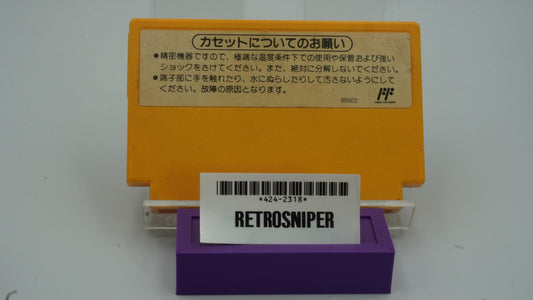 カセットについてのお願い
●精密機器ですので、極端な温度条件下での使用や保管および強い
ショックをさけてください。また、絶対に分解しないでください。
●端子部に手を触れたり、水にぬらしたりして汚さないようにして
ください。故障の原因となります。
*424-2318*
RETROSNIPER